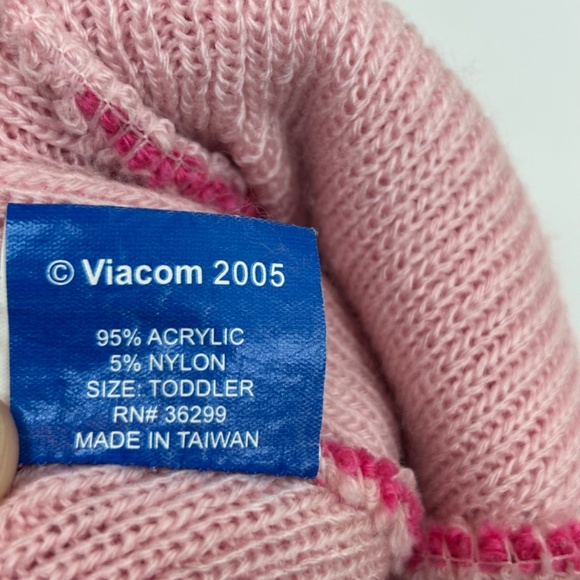 © Viacom 2005
95% ACRYLIC
5% NYLON
SIZE: TODDLER
RN# 36299
MADE IN TAIWAN